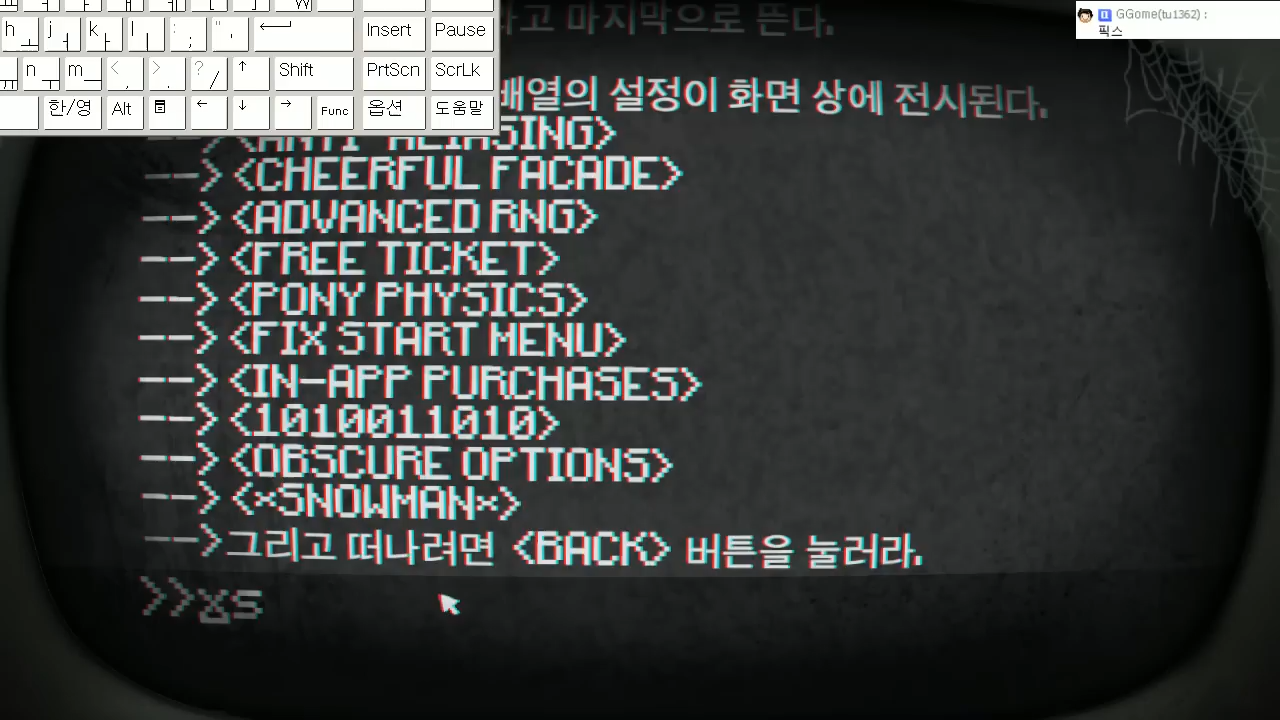 h ㅗ j ㅓ k ㅏ l ㅣ : ; " ' Insert Pause
n ㅜ m ㅡ < , > . ? / ↑ Shift PrtScn ScrLk
한/영 Alt ← ↓ → Func 옵션 도움말
GGome(tu1362) :
픽스
마지막으로 뜬다.
배열의 설정이 화면 상에 전시된다.
--><ANTI-ALIASING>
--><CHEERFUL FACADE>
--><ADVANCED RNG>
--><FREE TICKET>
--><PONY PHYSICS>
--><FIX START MENU>
--><IN-APP PURCHASES>
--><1010011010>
--><OBSCURE OPTIONS>
--><*SNOWMAN*>
-->그리고 떠나려면 <BACK> 버튼을 눌러라.
>>xs